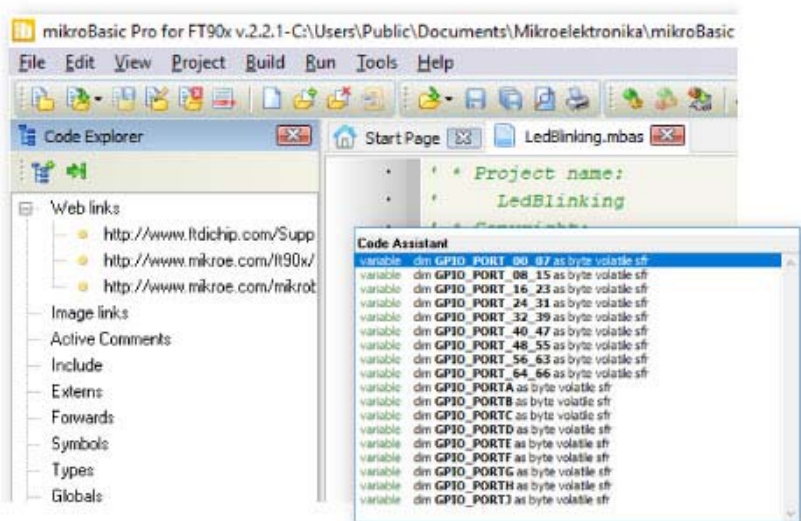 mikroBasic Pro for FT90x v.2.2.1-C:\Users\Public\Documents\Mikroelektronika\mikroBasic
File Edit View Project Build Run Tools Help
Code Explorer
Start Page LedBlinking.mbas
' * Project name:
' LedBlinking
' * Copyright:
Web links
http://www.ftdichip.com/Supp
http://www.mikroe.com/ft90x/
http://www.mikroe.com/mikrob
Image links
Active Comments
Include
Externs
Forwards
Symbols
Types
Globals
Code Assistant
variable dim GPIO_PORT_00_07 as byte volatile sfr
variable dim GPIO_PORT_08_15 as byte volatile sfr
variable dim GPIO_PORT_16_23 as byte volatile sfr
variable dim GPIO_PORT_24_31 as byte volatile sfr
variable dim GPIO_PORT_32_39 as byte volatile sfr
variable dim GPIO_PORT_40_47 as byte volatile sfr
variable dim GPIO_PORT_48_55 as byte volatile sfr
variable dim GPIO_PORT_56_63 as byte volatile sfr
variable dim GPIO_PORT_64_66 as byte volatile sfr
variable dim GPIO_PORTA as byte volatile sfr
variable dim GPIO_PORTB as byte volatile sfr
variable dim GPIO_PORTC as byte volatile sfr
variable dim GPIO_PORTD as byte volatile sfr
variable dim GPIO_PORTE as byte volatile sfr
variable dim GPIO_PORTF as byte volatile sfr
variable dim GPIO_PORTG as byte volatile sfr
variable dim GPIO_PORTH as byte volatile sfr
variable dim GPIO_PORTJ as byte volatile sfr